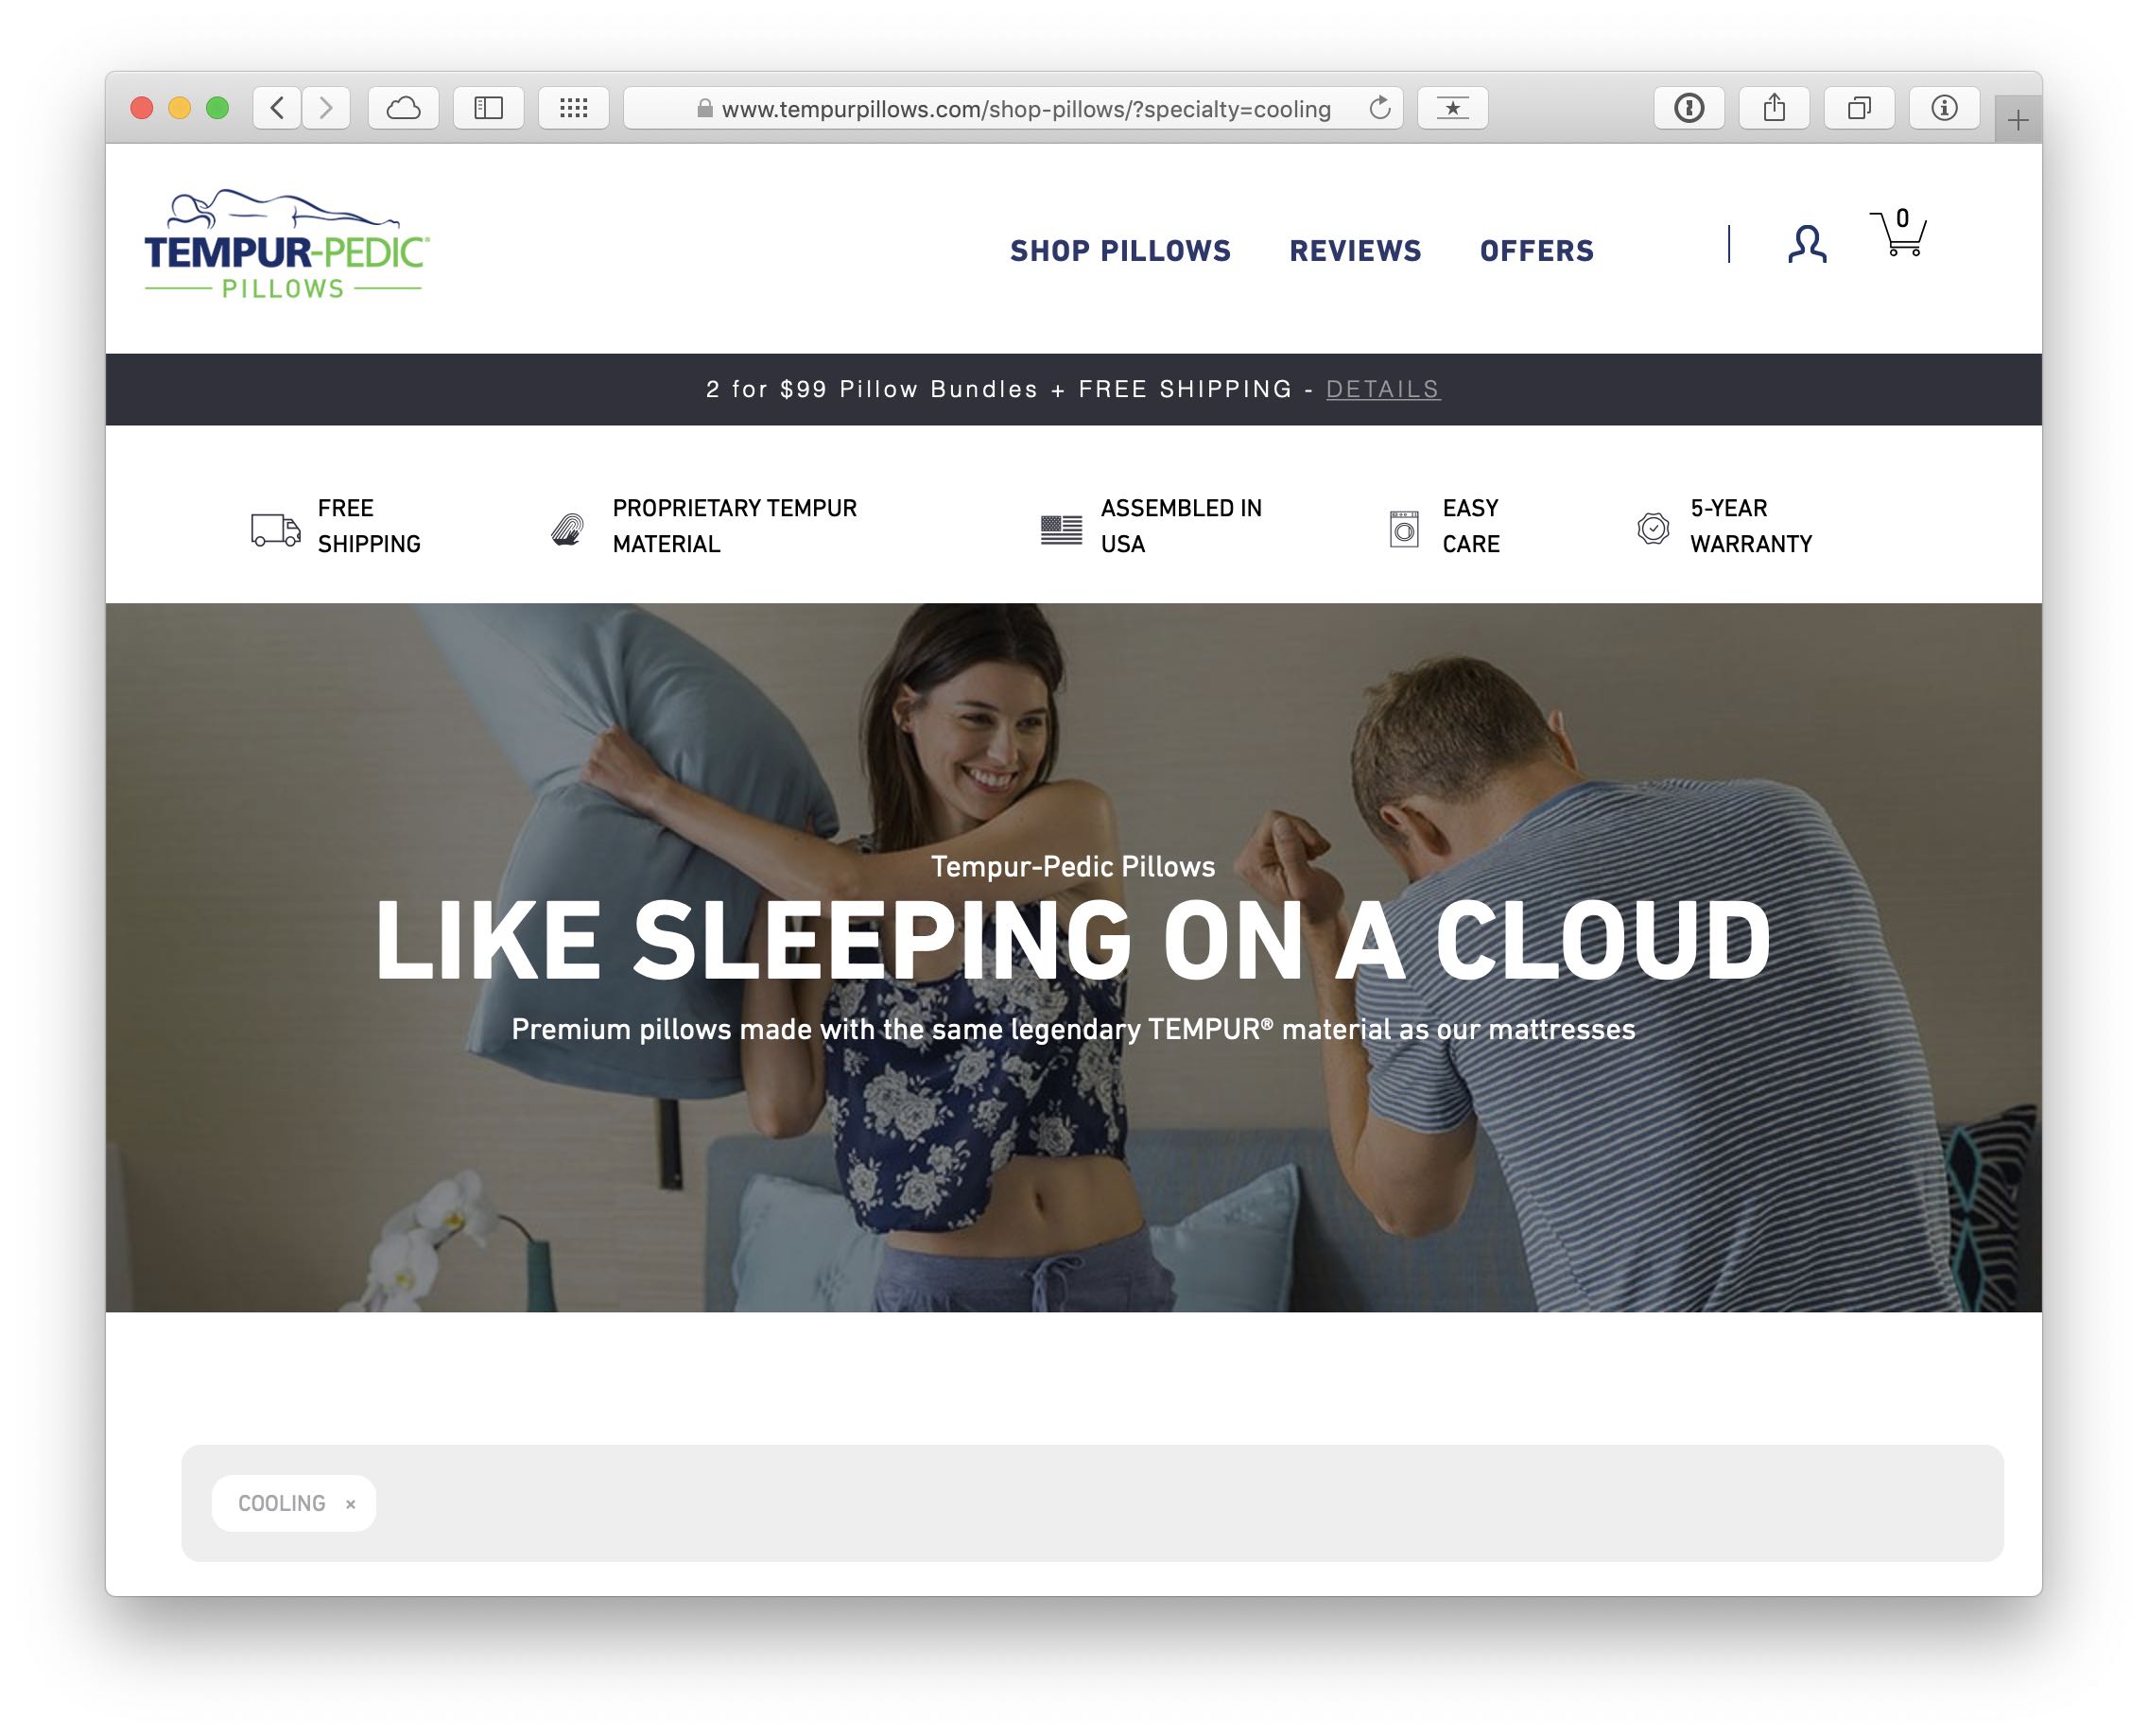 www.tempurpillows.com/shop-pillows/?specialty=cooling
TEMPUR-PEDIC®
PILLOWS
SHOP PILLOWS
REVIEWS
OFFERS
0
2 for $99 Pillow Bundles + FREE SHIPPING - DETAILS
FREE
SHIPPING
PROPRIETARY TEMPUR
MATERIAL
ASSEMBLED IN
USA
EASY
CARE
5-YEAR
WARRANTY
Tempur-Pedic Pillows
LIKE SLEEPING ON A CLOUD
Premium pillows made with the same legendary TEMPUR® material as our mattresses
COOLING ×